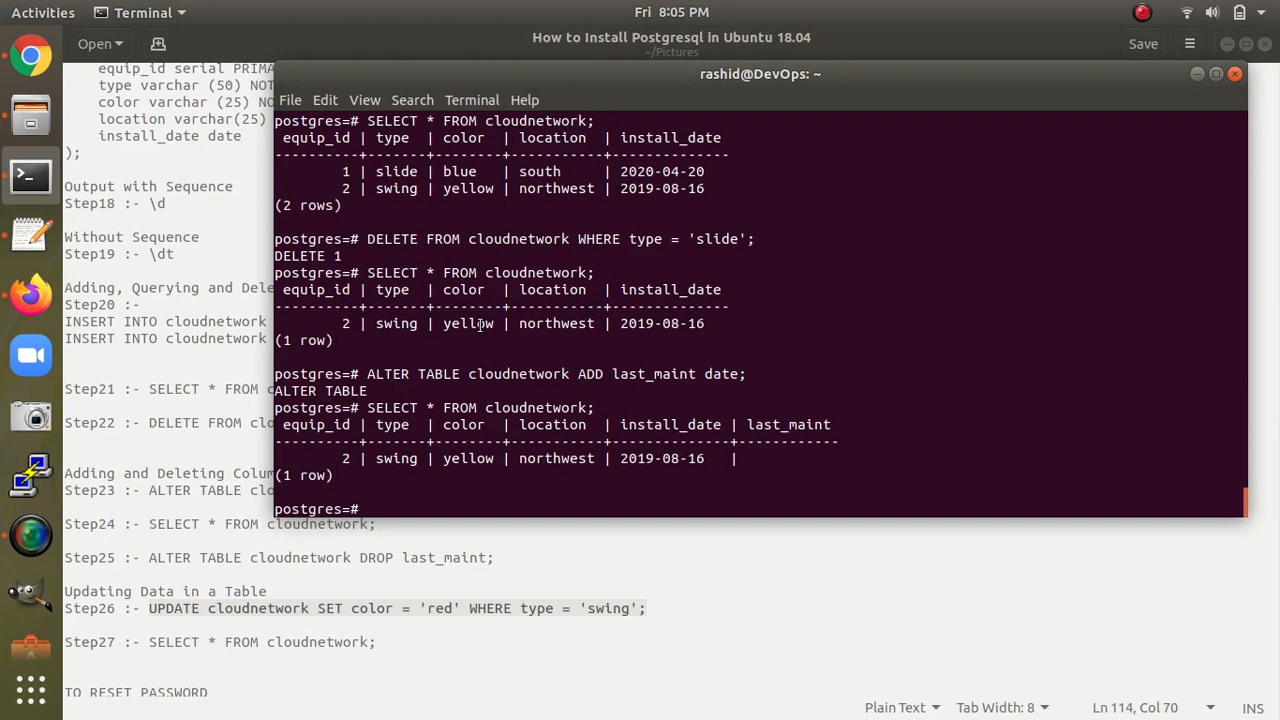 Activities Terminal Fri 8:05 PM
Open How to Install Postgresql in Ubuntu 18.04 Save
~/Pictures
equip_id serial PRIMA
type varchar (50) NOT
color varchar (25) NO
location varchar(25)
install_date date
);
Output with Sequence
Step18 :- \d
Without Sequence
Step19 :- \dt
Adding, Querying and Dele
Step20 :-
INSERT INTO cloudnetwork
INSERT INTO cloudnetwork
Step21 :- SELECT * FROM c
Step22 :- DELETE FROM clo
Adding and Deleting Colum
Step23 :- ALTER TABLE clo
Step24 :- SELECT * FROM cloudnetwork;
Step25 :- ALTER TABLE cloudnetwork DROP last_maint;
Updating Data in a Table
Step26 :- UPDATE cloudnetwork SET color = 'red' WHERE type = 'swing';
Step27 :- SELECT * FROM cloudnetwork;
TO RESET PASSWORD
rashid@DevOps: ~
File Edit View Search Terminal Help
postgres=# SELECT * FROM cloudnetwork;
equip_id | type | color | location | install_date
----------+-------+--------+-----------+--------------
1 | slide | blue | south | 2020-04-20
2 | swing | yellow | northwest | 2019-08-16
(2 rows)
postgres=# DELETE FROM cloudnetwork WHERE type = 'slide';
DELETE 1
postgres=# SELECT * FROM cloudnetwork;
equip_id | type | color | location | install_date
----------+-------+--------+-----------+--------------
2 | swing | yellow | northwest | 2019-08-16
(1 row)
postgres=# ALTER TABLE cloudnetwork ADD last_maint date;
ALTER TABLE
postgres=# SELECT * FROM cloudnetwork;
equip_id | type | color | location | install_date | last_maint
----------+-------+--------+-----------+--------------+------------
2 | swing | yellow | northwest | 2019-08-16 |
(1 row)
postgres=#
Plain Text Tab Width: 8 Ln 114, Col 70 INS